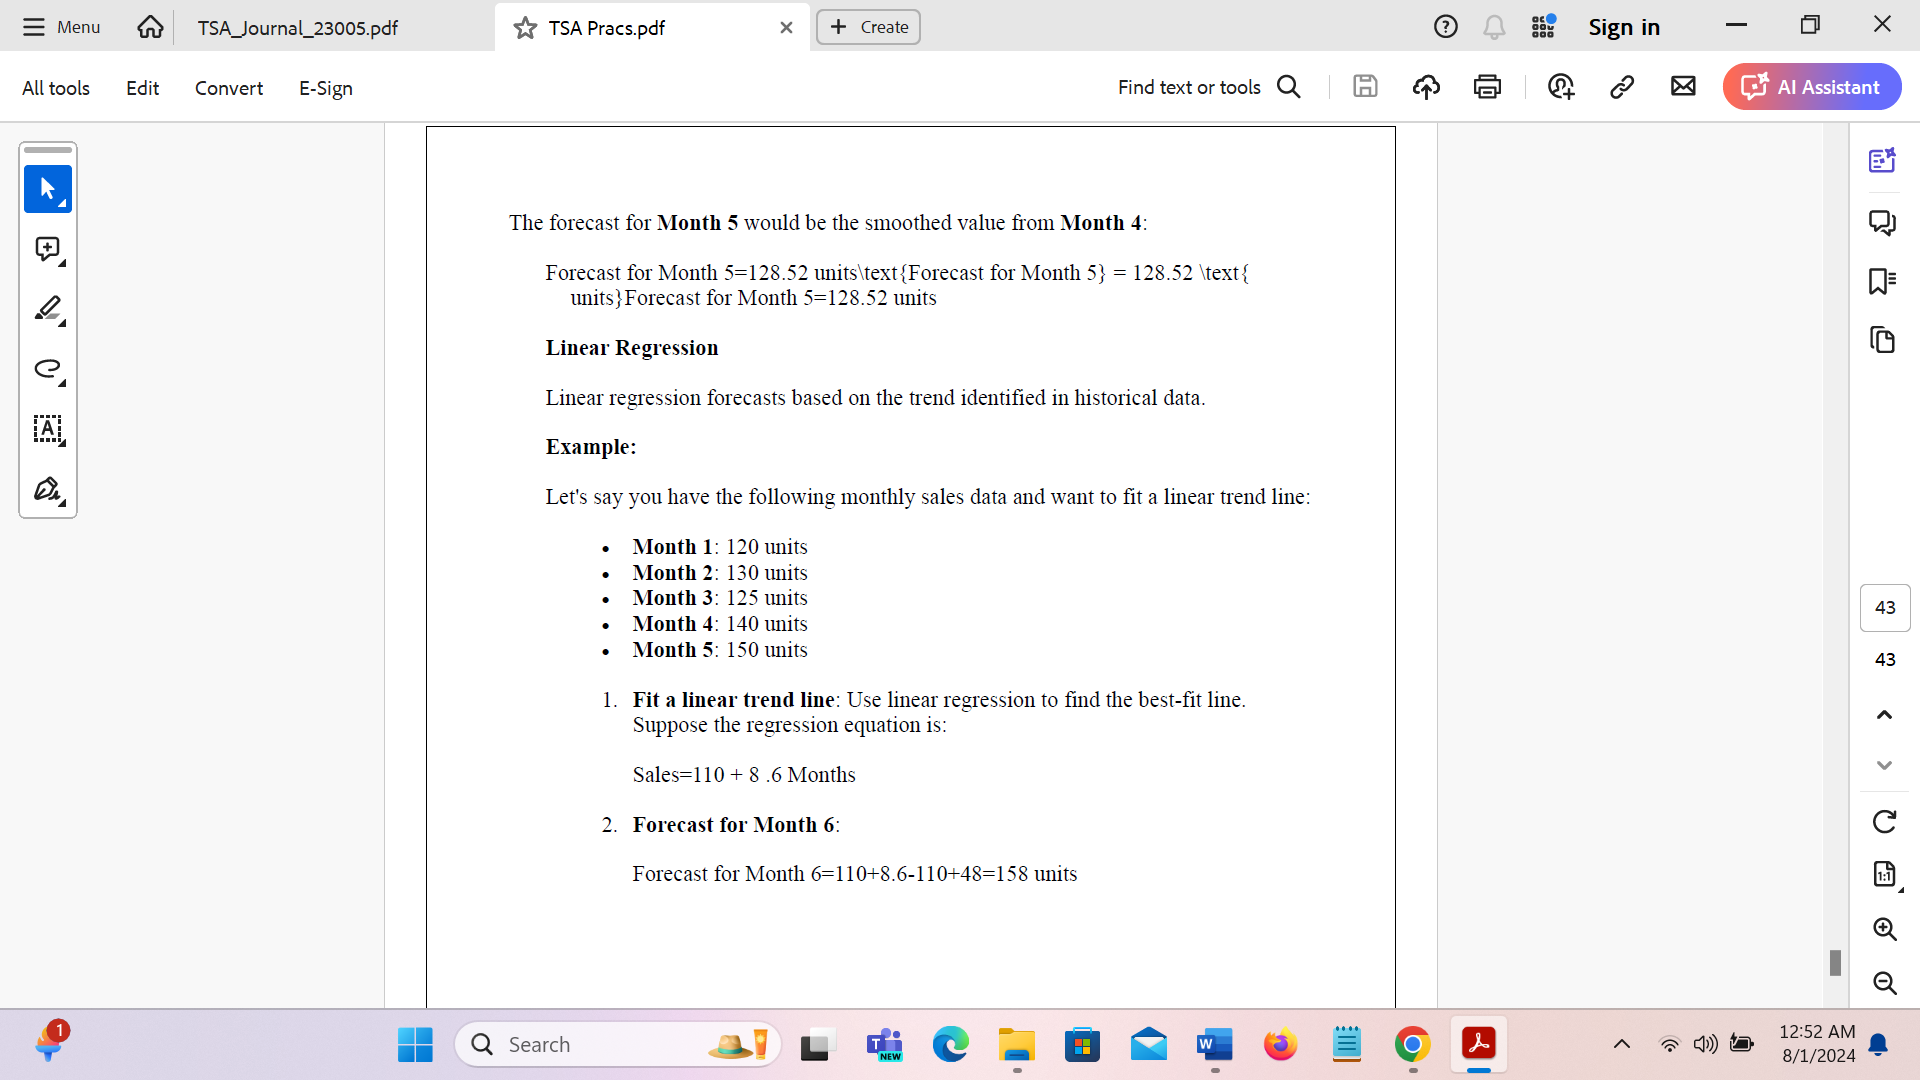 Menu
TSA_Journal_23005.pdf
TSA Pracs.pdf
Create
Sign in
All tools
Edit
Convert
E-Sign
Find text or tools
AI Assistant
The forecast for Month 5 would be the smoothed value from Month 4:
Forecast for Month 5=128.52 units\text{Forecast for Month 5} = 128.52 \text{
units}Forecast for Month 5=128.52 units
Linear Regression
Linear regression forecasts based on the trend identified in historical data.
Example:
Let's say you have the following monthly sales data and want to fit a linear trend line:
• Month 1: 120 units
• Month 2: 130 units
• Month 3: 125 units
• Month 4: 140 units
• Month 5: 150 units
1. Fit a linear trend line: Use linear regression to find the best-fit line.
Suppose the regression equation is:
Sales=110 + 8 .6 Months
2. Forecast for Month 6:
Forecast for Month 6=110+8.6-110+48=158 units
43
43
1:1
1
Search
NEW
12:52 AM
8/1/2024